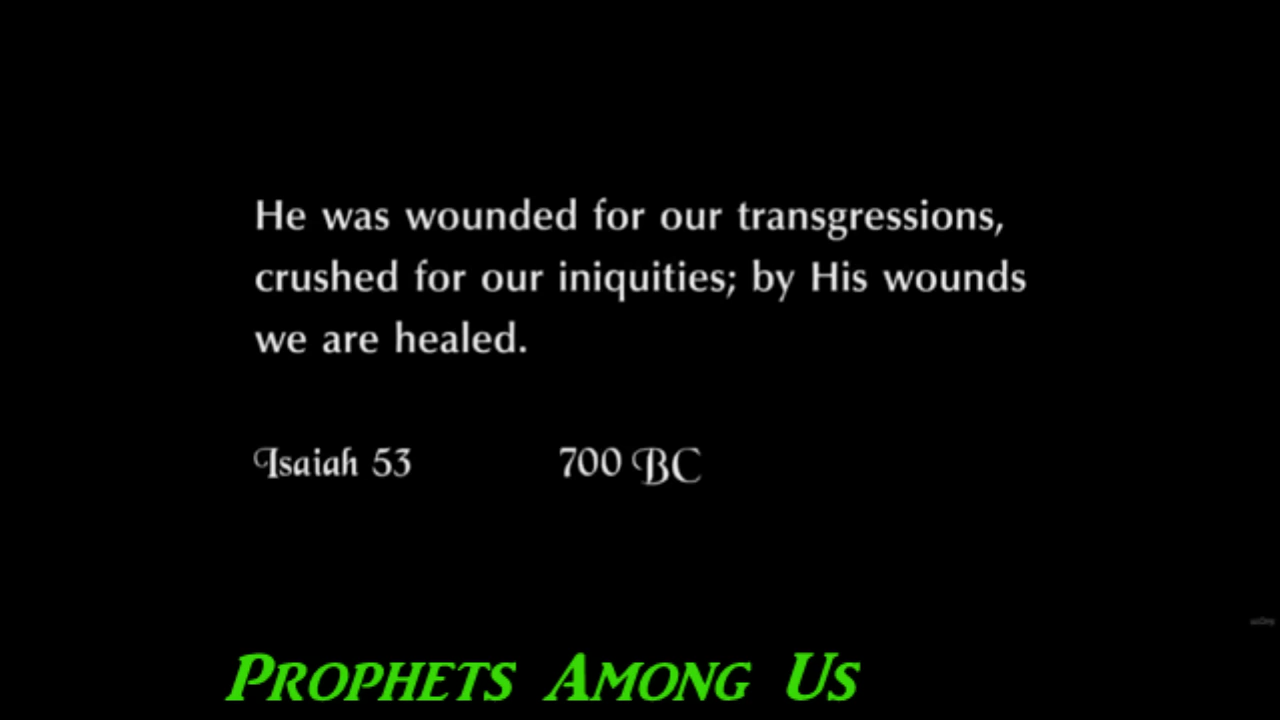 He was wounded for our transgressions,
crushed for our iniquities; by His wounds
we are healed.
Isaiah 53 700 BC
Prophets Among Us